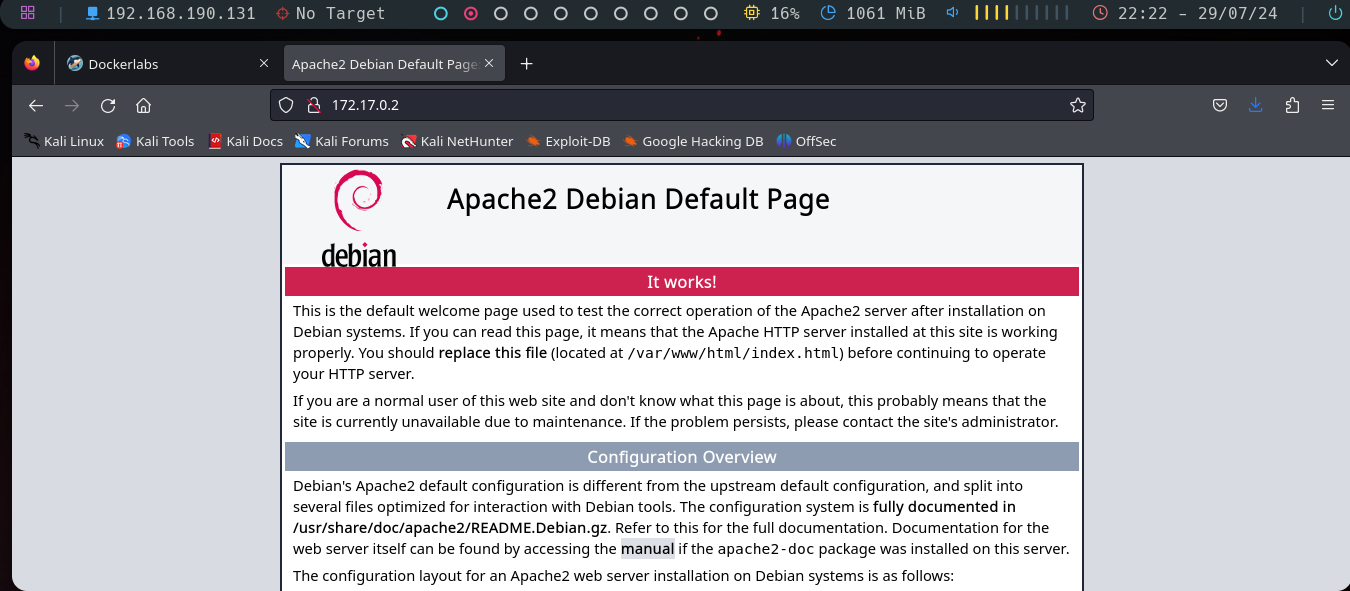 192.168.190.131 No Target 16% 1061 MiB 22:22 - 29/07/24
Dockerlabs Apache2 Debian Default Page
172.17.0.2
Kali Linux Kali Tools Kali Docs Kali Forums Kali NetHunter Exploit-DB Google Hacking DB OffSec
Apache2 Debian Default Page
debian
It works!
This is the default welcome page used to test the correct operation of the Apache2 server after installation on
Debian systems. If you can read this page, it means that the Apache HTTP server installed at this site is working
properly. You should replace this file (located at /var/www/html/index.html) before continuing to operate
your HTTP server.
If you are a normal user of this web site and don't know what this page is about, this probably means that the
site is currently unavailable due to maintenance. If the problem persists, please contact the site's administrator.
Configuration Overview
Debian's Apache2 default configuration is different from the upstream default configuration, and split into
several files optimized for interaction with Debian tools. The configuration system is fully documented in
/usr/share/doc/apache2/README.Debian.gz. Refer to this for the full documentation. Documentation for the
web server itself can be found by accessing the manual if the apache2-doc package was installed on this server.
The configuration layout for an Apache2 web server installation on Debian systems is as follows: